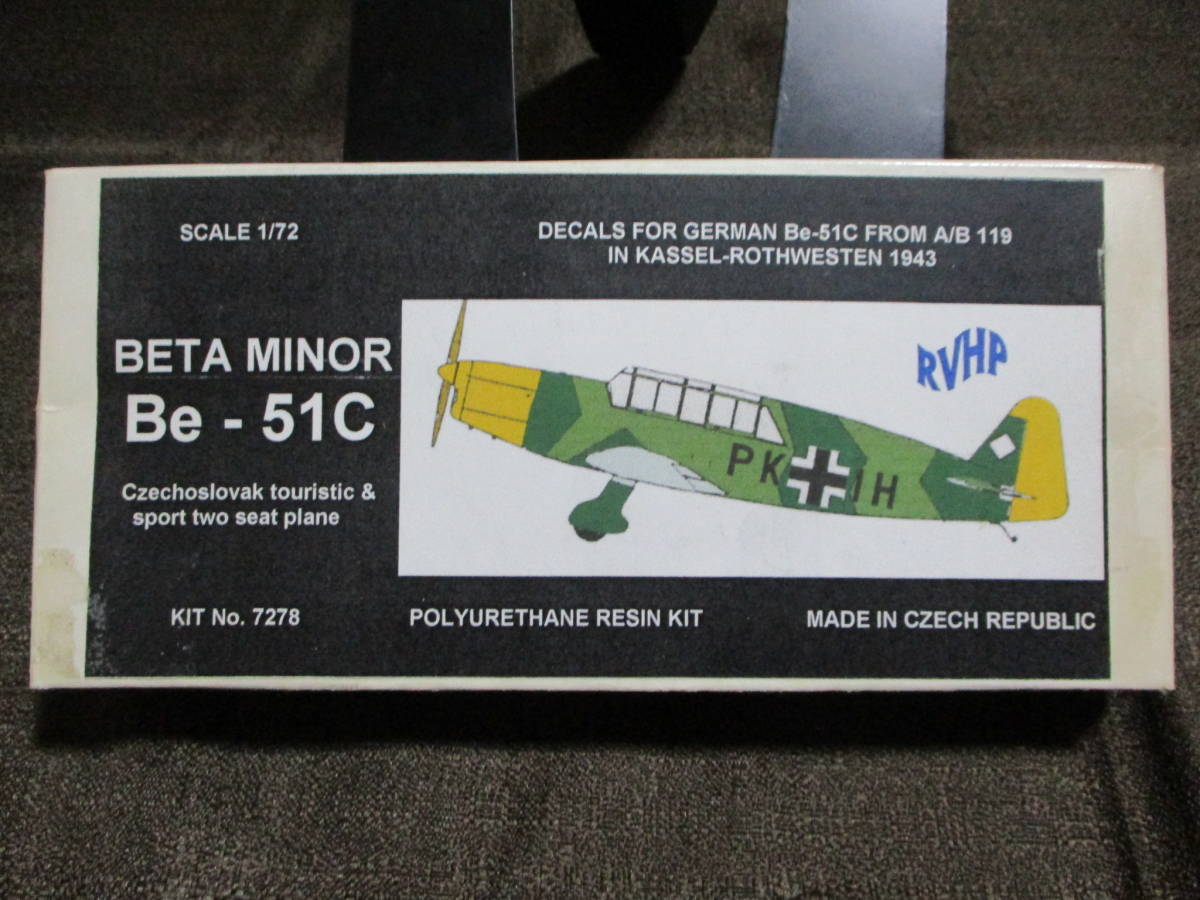 SCALE 1/72
DECALS FOR GERMAN Be-51C FROM A/B 119
IN KASSEL-ROTHWESTEN 1943
BETA MINOR
Be - 51C
Czechoslovak touristic &
sport two seat plane
RVHP
PK IH
KIT No. 7278
POLYURETHANE RESIN KIT
MADE IN CZECH REPUBLIC